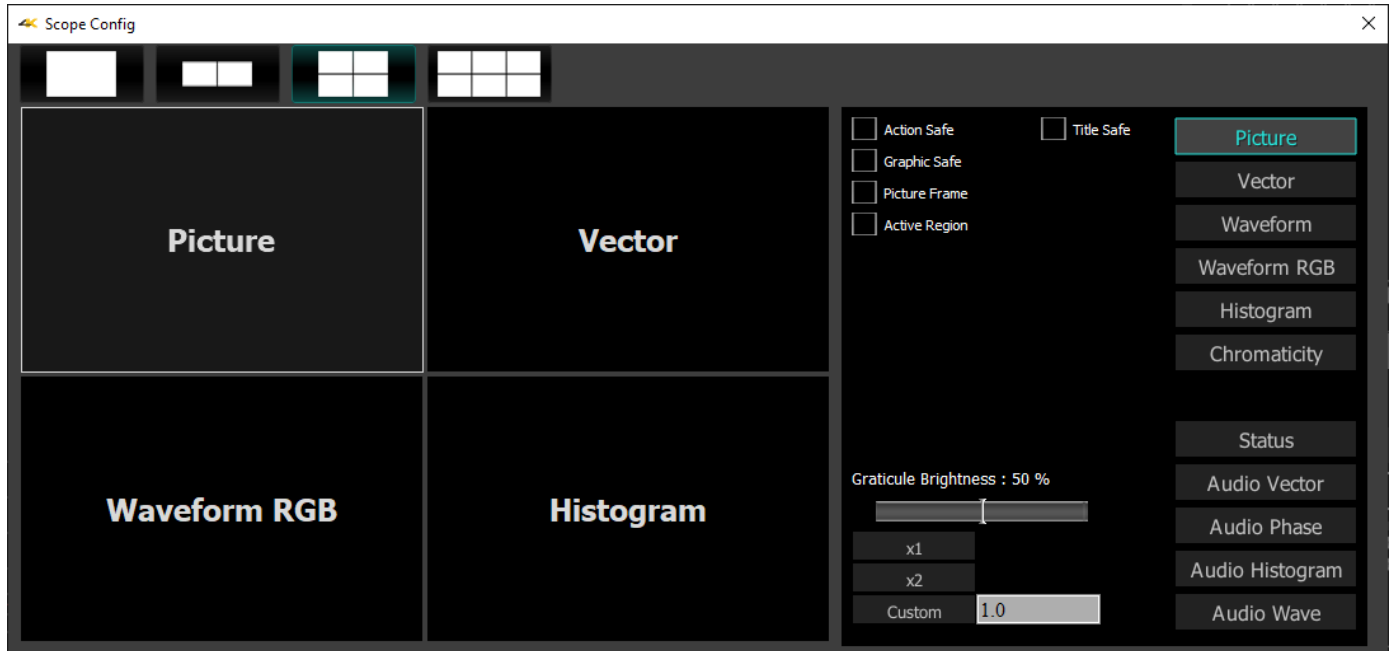 Scope Config
Picture
Vector
Waveform RGB
Histogram
Action Safe
Title Safe
Graphic Safe
Picture Frame
Active Region
Graticule Brightness : 50 %
x1
x2
Custom
1.0
Picture
Vector
Waveform
Waveform RGB
Histogram
Chromaticity
Status
Audio Vector
Audio Phase
Audio Histogram
Audio Wave